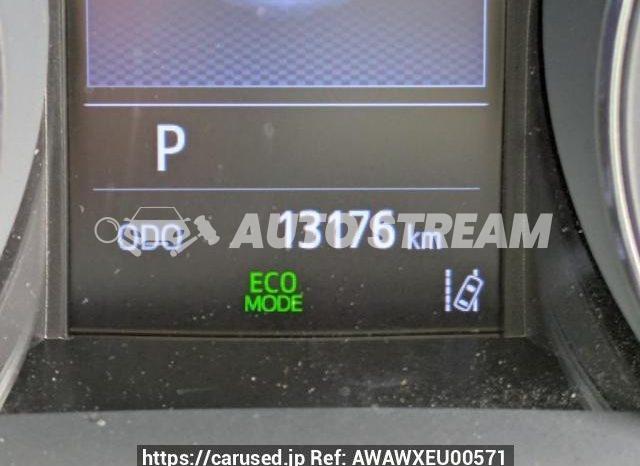 P
ODO 13176 km
AUTOSTREAM
ECO
MODE
https://carused.jp Ref: AWAWXEU00571